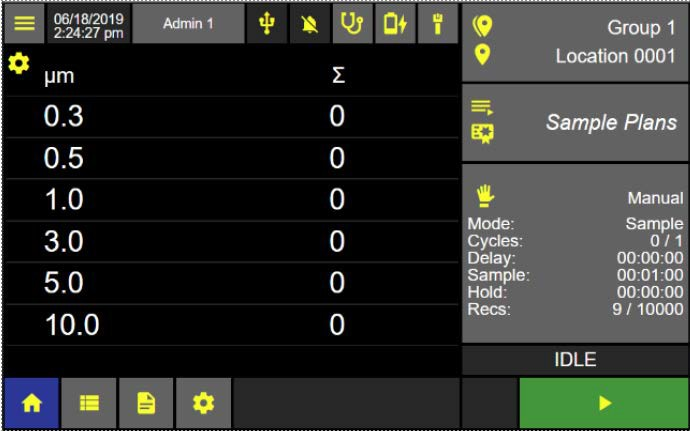 06/18/2019
2:24:27 pm
Admin 1
Group 1
Location 0001
µm Σ
0.3 0
0.5 0
1.0 0
3.0 0
5.0 0
10.0 0
Sample Plans
Manual
Mode: Sample
Cycles: 0 / 1
Delay: 00:00:00
Sample: 00:01:00
Hold: 00:00:00
Recs: 9 / 10000
IDLE